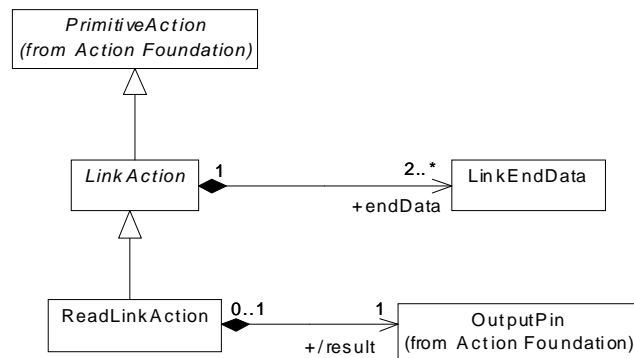 PrimitiveAction
(from Action Foundation)
LinkAction
1
2..*
LinkEndData
+endData
ReadLinkAction
0..1
1
OutputPin
(from Action Foundation)
+/result